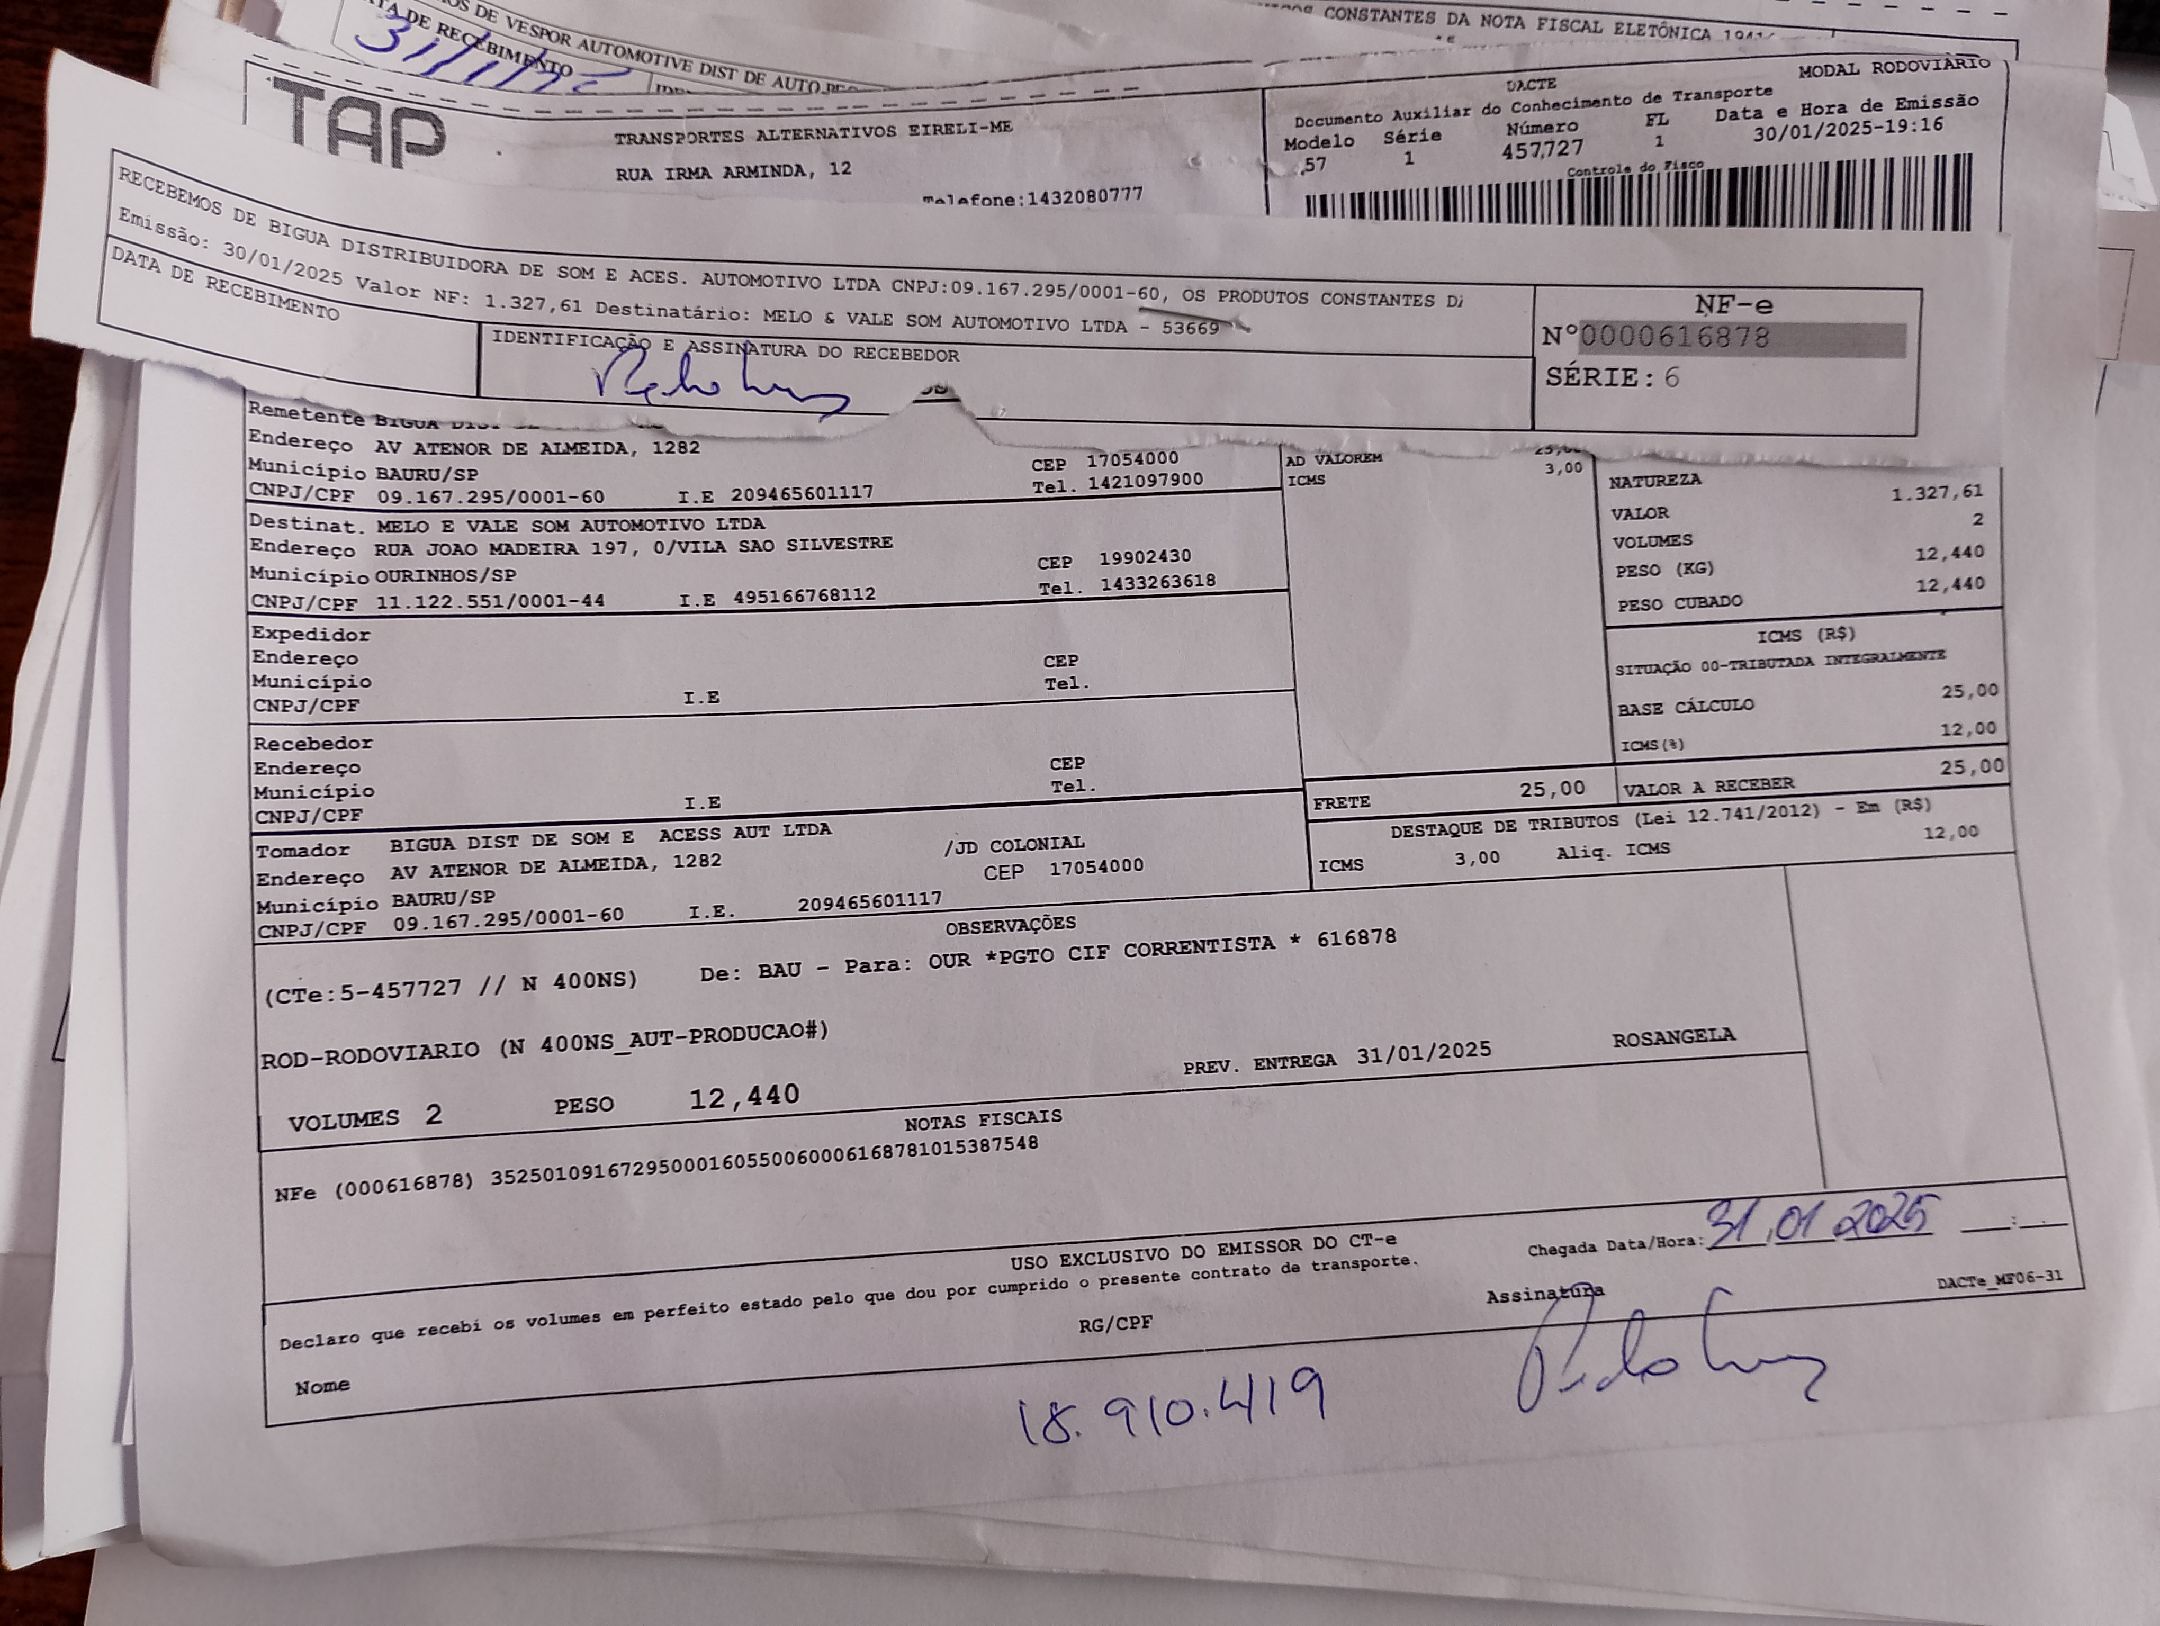 CONSTANTES DA NOTA FISCAL ELETÔNICA
OS DE VESPOR AUTOMOTIVE DIST DE AUTO
TA DE RECEBIMENTO
TAP
TRANSPORTES ALTERNATIVOS EIRELI-ME
RUA IRMA ARMINDA, 12
Telefone:1432080777
DACTE
MODAL RODOVIARIO
Documento Auxiliar do Conhecimento de Transporte
Modelo Série Número FL Data e Hora de Emissão
57 1 457727 1 30/01/2025-19:16
Controle do Fisco
RECEBEMOS DE BIGUA DISTRIBUIDORA DE SOM E ACES. AUTOMOTIVO LTDA CNPJ:09.167.295/0001-60, OS PRODUTOS CONSTANTES
Emissão: 30/01/2025 Valor NF: 1.327,61 Destinatário: MELO & VALE SOM AUTOMOTIVO LTDA - 53669
DATA DE RECEBIMENTO
IDENTIFICAÇÃO E ASSINATURA DO RECEBEDOR
NF-e
Nº0000616878
SÉRIE: 6
Remetente BIGUA
Endereço AV ATENOR DE ALMEIDA, 1282
Município BAURU/SP CEP 17054000
CNPJ/CPF 09.167.295/0001-60 I.E 209465601117 Tel. 1421097900
AD VALOREM
ICMS 3,00
NATUREZA
VALOR 1.327,61
VOLUMES 2
PESO (KG) 12,440
PESO CUBADO 12,440
Destinat. MELO E VALE SOM AUTOMOTIVO LTDA
Endereço RUA JOAO MADEIRA 197, 0/VILA SAO SILVESTRE
Município OURINHOS/SP CEP 19902430
CNPJ/CPF 11.122.551/0001-44 I.E 495166768112 Tel. 1433263618
ICMS (R$)
SITUAÇÃO 00-TRIBUTADA INTEGRALMENTE
BASE CÁLCULO 25,00
ICMS(%) 12,00
Expedidor
Endereço
Município CEP
CNPJ/CPF I.E Tel.
Recebedor
Endereço
Município CEP
CNPJ/CPF I.E Tel.
FRETE 25,00 VALOR A RECEBER 25,00
DESTAQUE DE TRIBUTOS (Lei 12.741/2012) - Em (R$)
ICMS 3,00 Aliq. ICMS 12,00
Tomador BIGUA DIST DE SOM E ACESS AUT LTDA
Endereço AV ATENOR DE ALMEIDA, 1282 /JD COLONIAL
Município BAURU/SP CEP 17054000
CNPJ/CPF 09.167.295/0001-60 I.E. 209465601117
OBSERVAÇÕES
(CTe:5-457727 // N 400NS) De: BAU - Para: OUR *PGTO CIF CORRENTISTA * 616878
ROD-RODOVIARIO (N 400NS_AUT-PRODUCAO#)
PREV. ENTREGA 31/01/2025 ROSANGELA
VOLUMES 2 PESO 12,440
NOTAS FISCAIS
NFe (000616878) 35250109167295000160550060006168781015387548
USO EXCLUSIVO DO EMISSOR DO CT-e
Chegada Data/Hora: 31 01 2025 __:__
Declaro que recebi os volumes em perfeito estado pelo que dou por cumprido o presente contrato de transporte.
Assinatura
DACTe_MF06-31
Nome RG/CPF
18.910.419